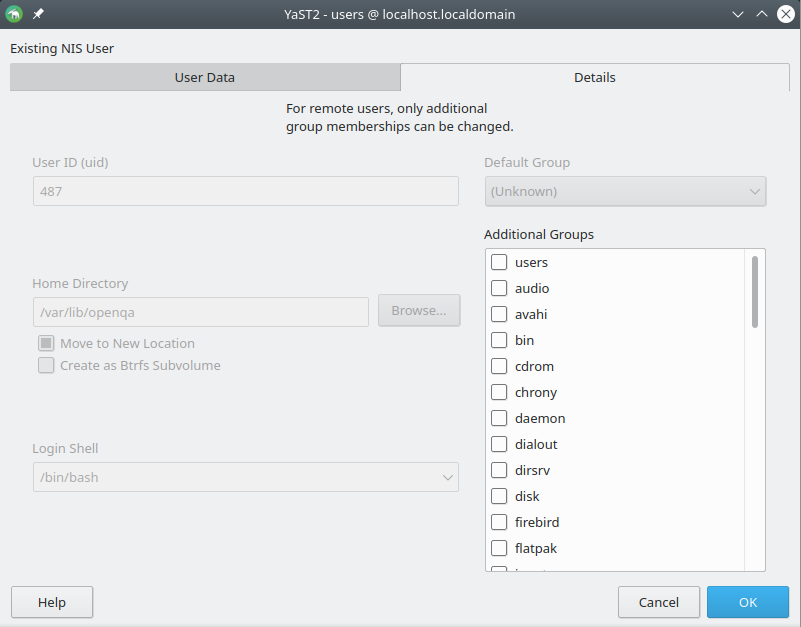 YaST2 - users @ localhost.localdomain
Existing NIS User
User Data
Details
For remote users, only additional
group memberships can be changed.
User ID (uid)
487
Default Group
(Unknown)
Additional Groups
users
audio
avahi
bin
cdrom
chrony
daemon
dialout
dirsrv
disk
firebird
flatpak
Home Directory
/var/lib/openqa
Browse...
Move to New Location
Create as Btrfs Subvolume
Login Shell
/bin/bash
Help
Cancel
OK